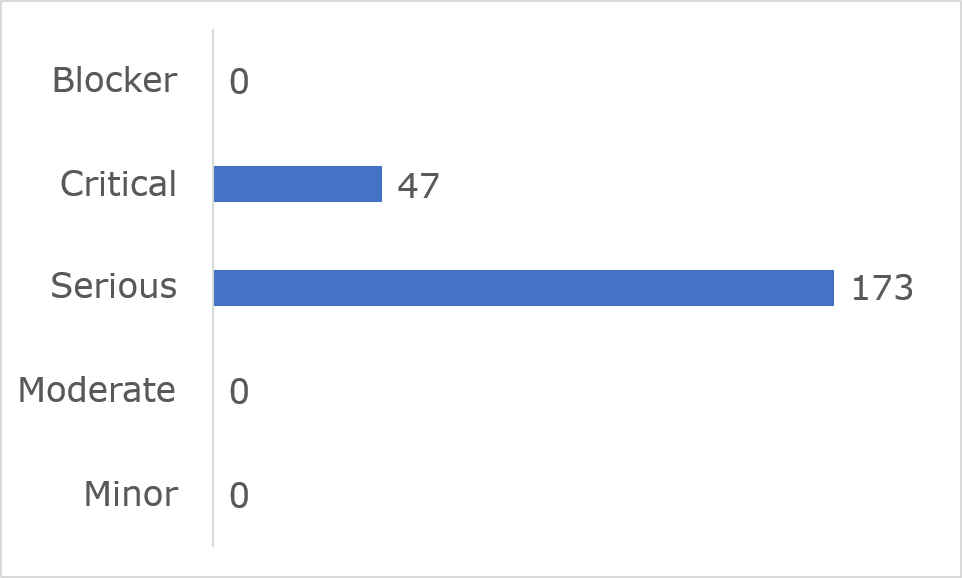 Blocker 0
Critical 47
Serious 173
Moderate 0
Minor 0